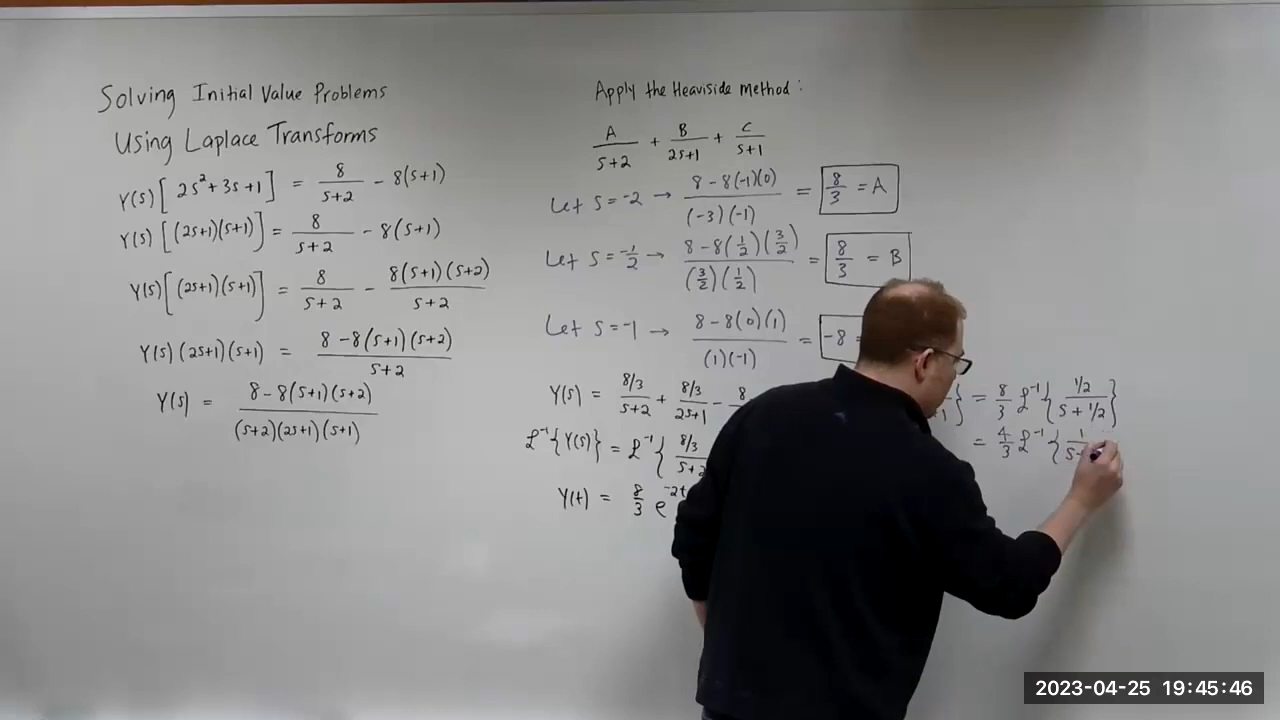 Solving Initial Value Problems
Using Laplace Transforms
Y(s) [2s² + 3s + 1] = 8/(s+2) - 8(s+1)
Y(s) [(2s+1)(s+1)] = 8/(s+2) - 8(s+1)
Y(s) [(2s+1)(s+1)] = 8/(s+2) - 8(s+1)(s+2)/(s+2)
Y(s) (2s+1)(s+1) = (8 - 8(s+1)(s+2))/(s+2)
Y(s) = (8 - 8(s+1)(s+2))/((s+2)(2s+1)(s+1))
Apply the Heaviside method:
A/(s+2) + B/(2s+1) + C/(s+1)
Let s = -2 → (8 - 8(-1)(0))/((-3)(-1)) = 8/3 = A
Let s = -1/2 → (8 - 8(1/2)(3/2))/((3/2)(1/2)) = 8/3 = B
Let s = -1 → (8 - 8(0)(1))/((1)(-1)) = -8 =
Y(s) = (8/3)/(s+2) + (8/3)/(2s+1) - 8
ℒ⁻¹{Y(s)} = ℒ⁻¹{(8/3)/(s+2)
Y(t) = 8/3 e^(-2t)
} = 8/3 ℒ⁻¹{(1/2)/(s + 1/2)}
= 4/3 ℒ⁻¹{1/(s+
2023-04-25 19:45:46